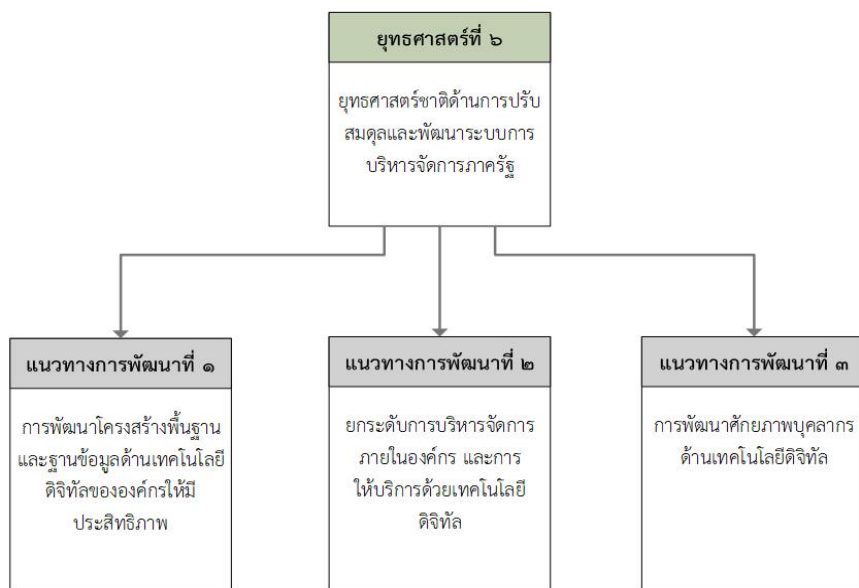 ยุทธศาสตร์ที่ ๖
ยุทธศาสตร์ชาติด้านการปรับ
สมดุลและพัฒนาระบบการ
บริหารจัดการภาครัฐ
แนวทางการพัฒนาที่ ๑
การพัฒนาโครงสร้างพื้นฐาน
และฐานข้อมูลด้านเทคโนโลยี
ดิจิทัลขององค์กรให้มี
ประสิทธิภาพ
แนวทางการพัฒนาที่ ๒
ยกระดับการบริหารจัดการ
ภายในองค์กร และการ
ให้บริการด้วยเทคโนโลยี
ดิจิทัล
แนวทางการพัฒนาที่ ๓
การพัฒนาศักยภาพบุคลากร
ด้านเทคโนโลยีดิจิทัล